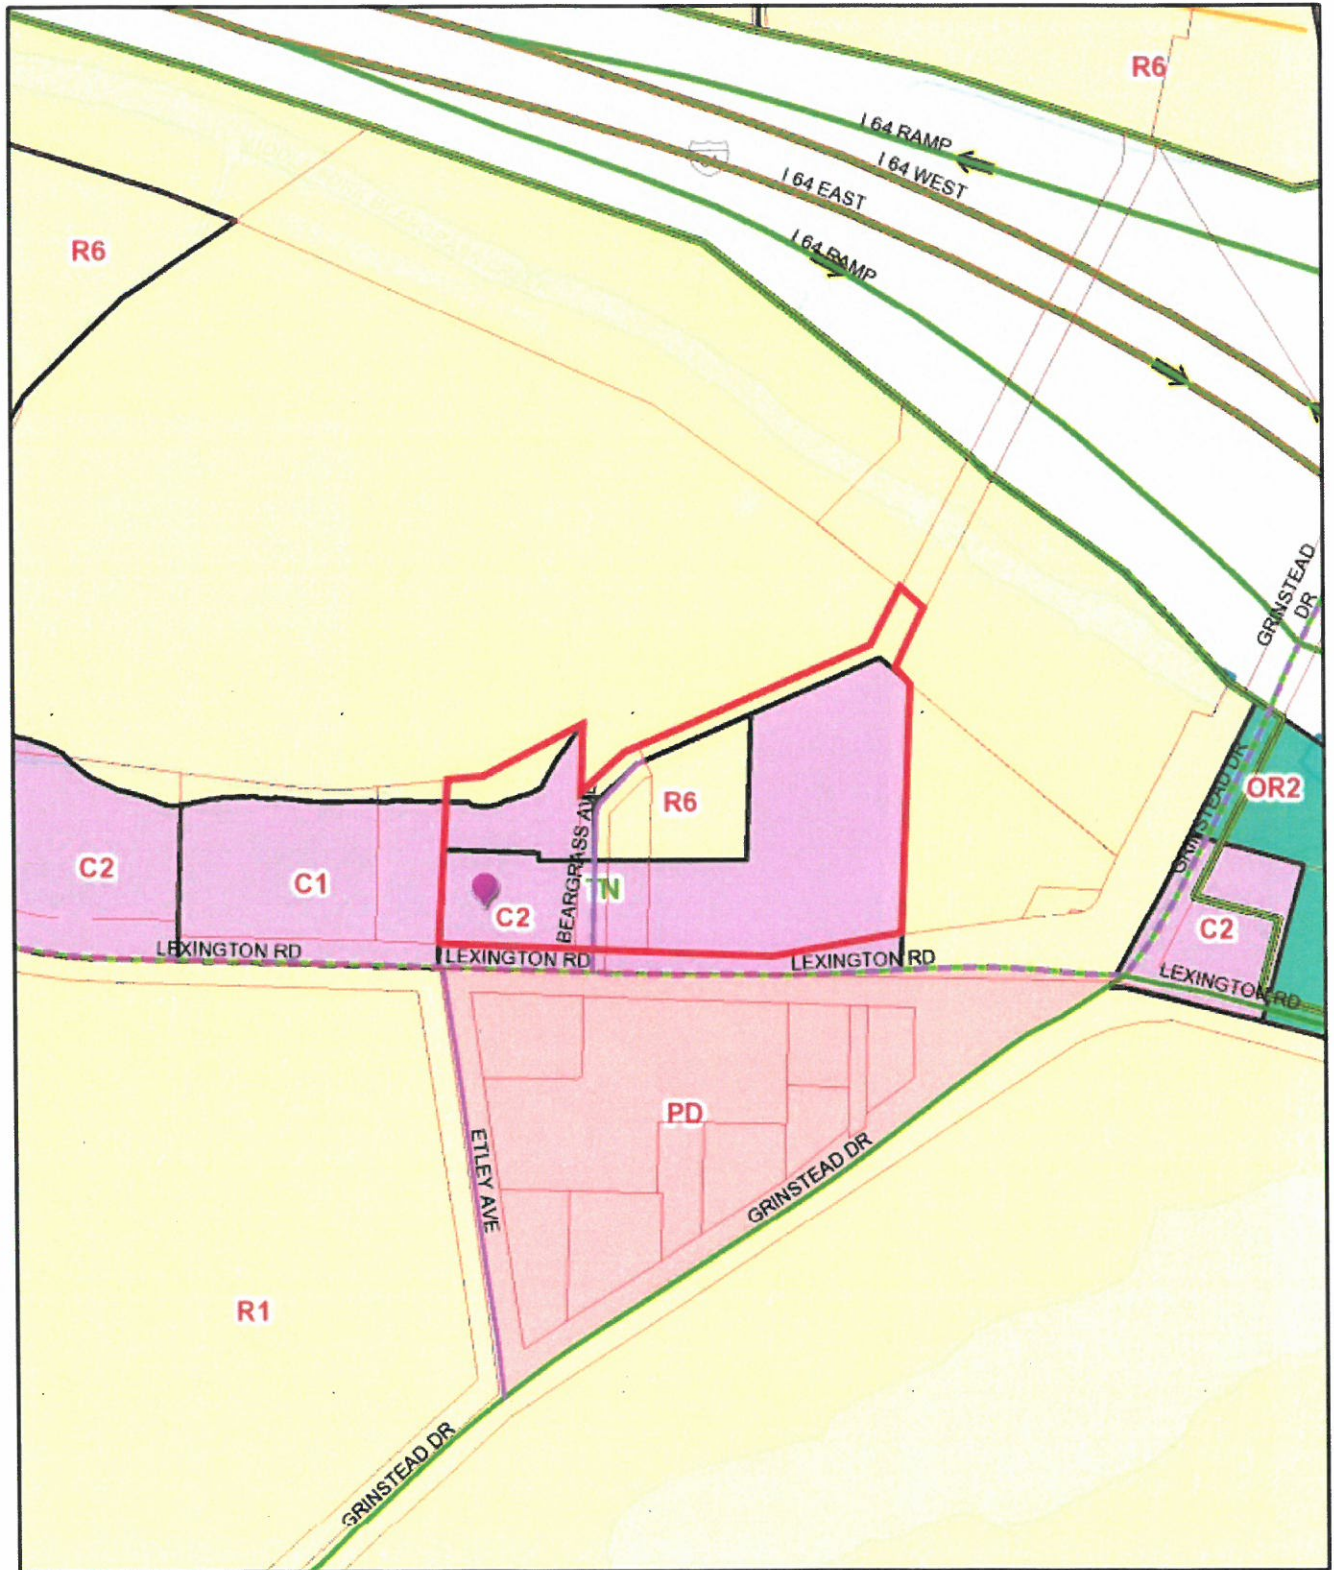 R6
I 64 RAMP
I 64 WEST
I 64 EAST
R6
I 64 RAMP
GRINSTEAD
DR
GRINSTEAD DR
OR2
R6
BEARGRASS AVE
C2
C1
TN
C2
C2
LEXINGTON RD
LEXINGTON RD
LEXINGTON RD
LEXINGTON RD
PD
ETLEY AVE
GRINSTEAD DR
R1
GRINSTEAD DR